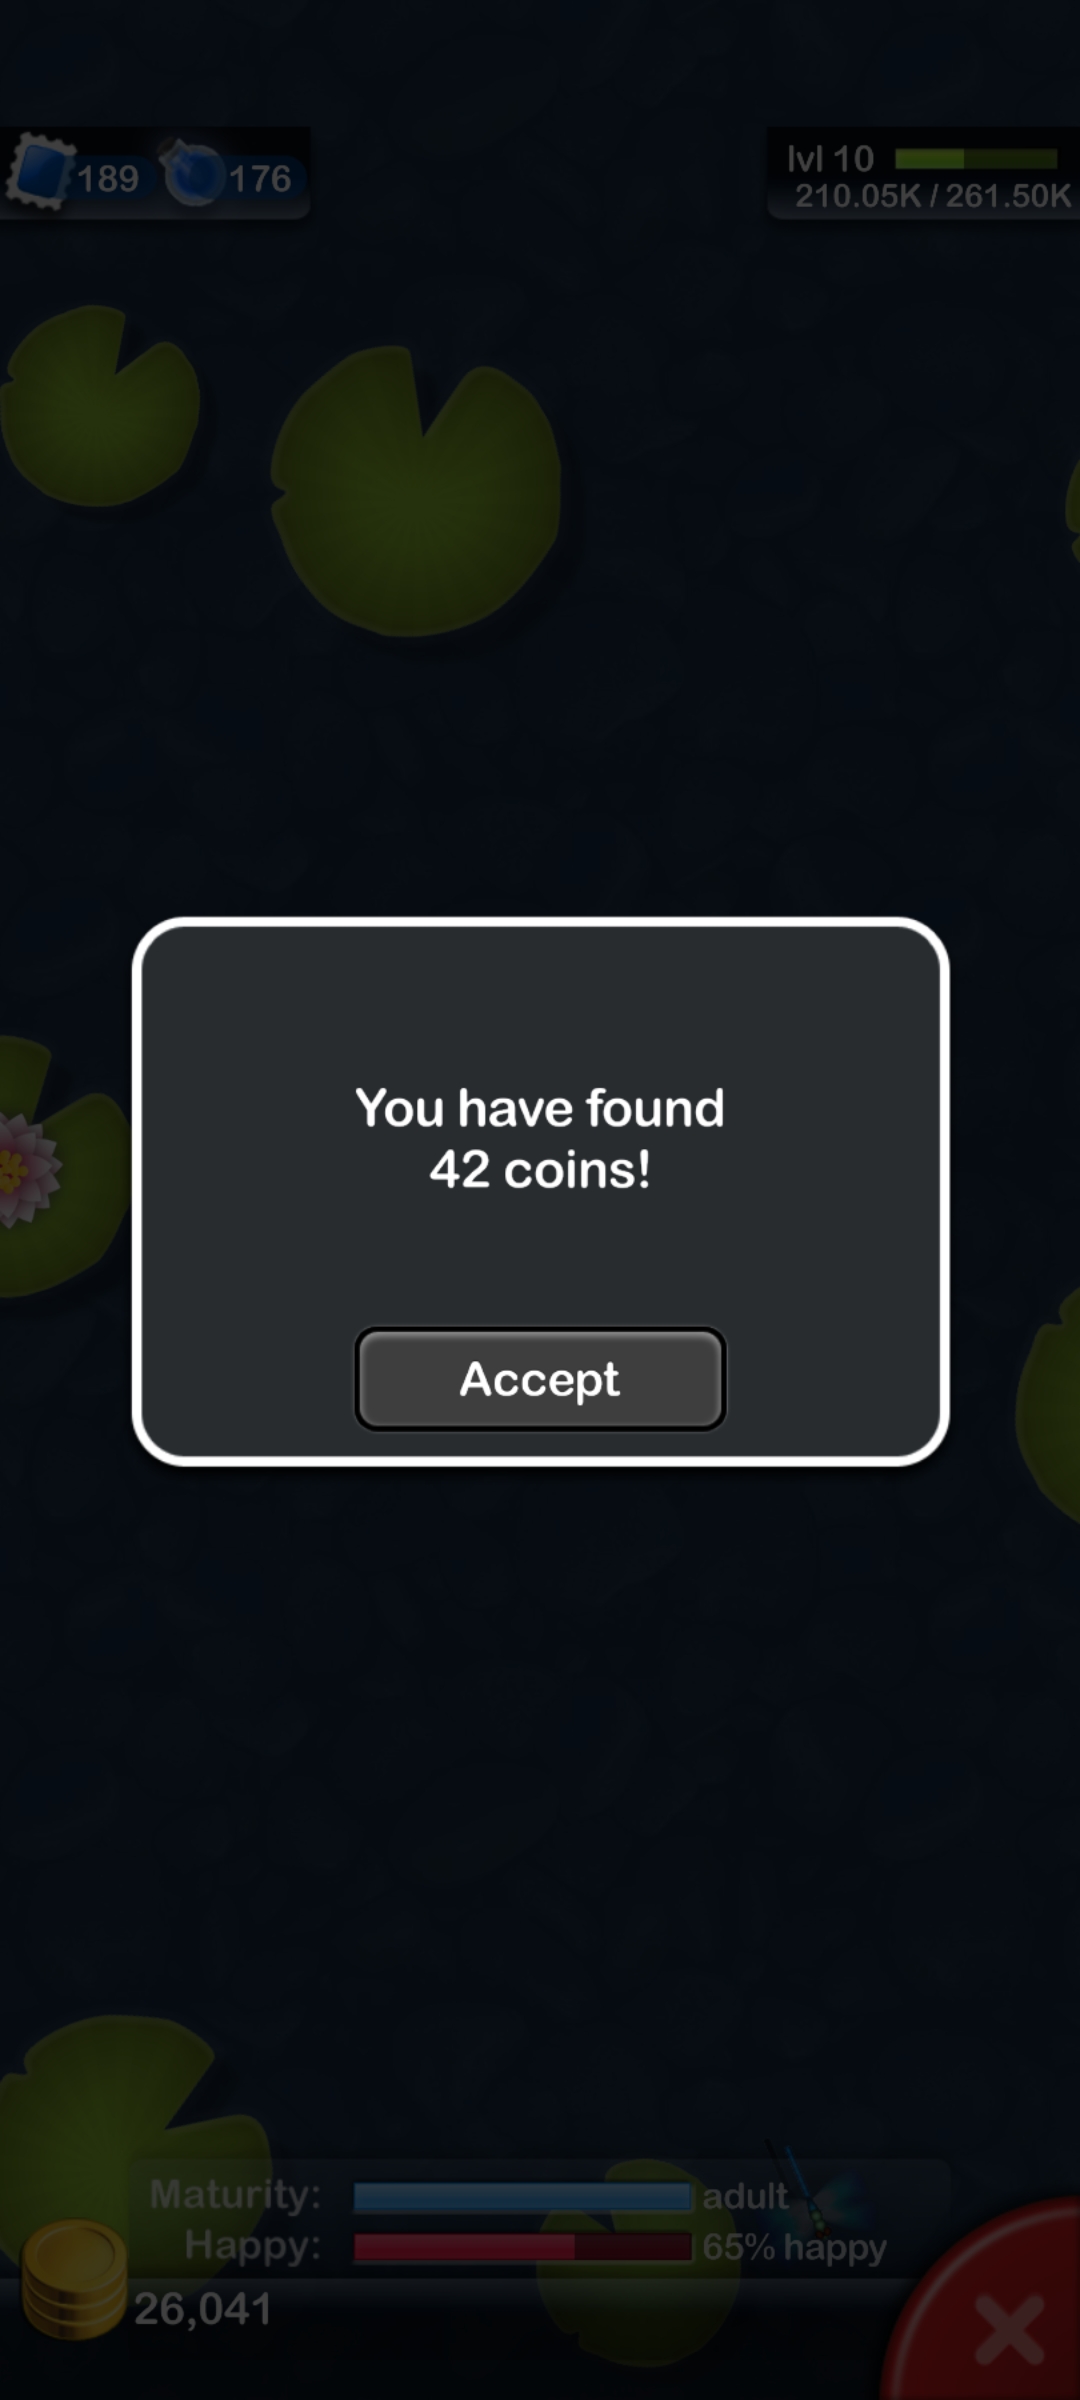 189 176
lvl 10
210.05K / 261.50K
You have found
42 coins!
Accept
Maturity: adult
Happy: 65% happy
26,041